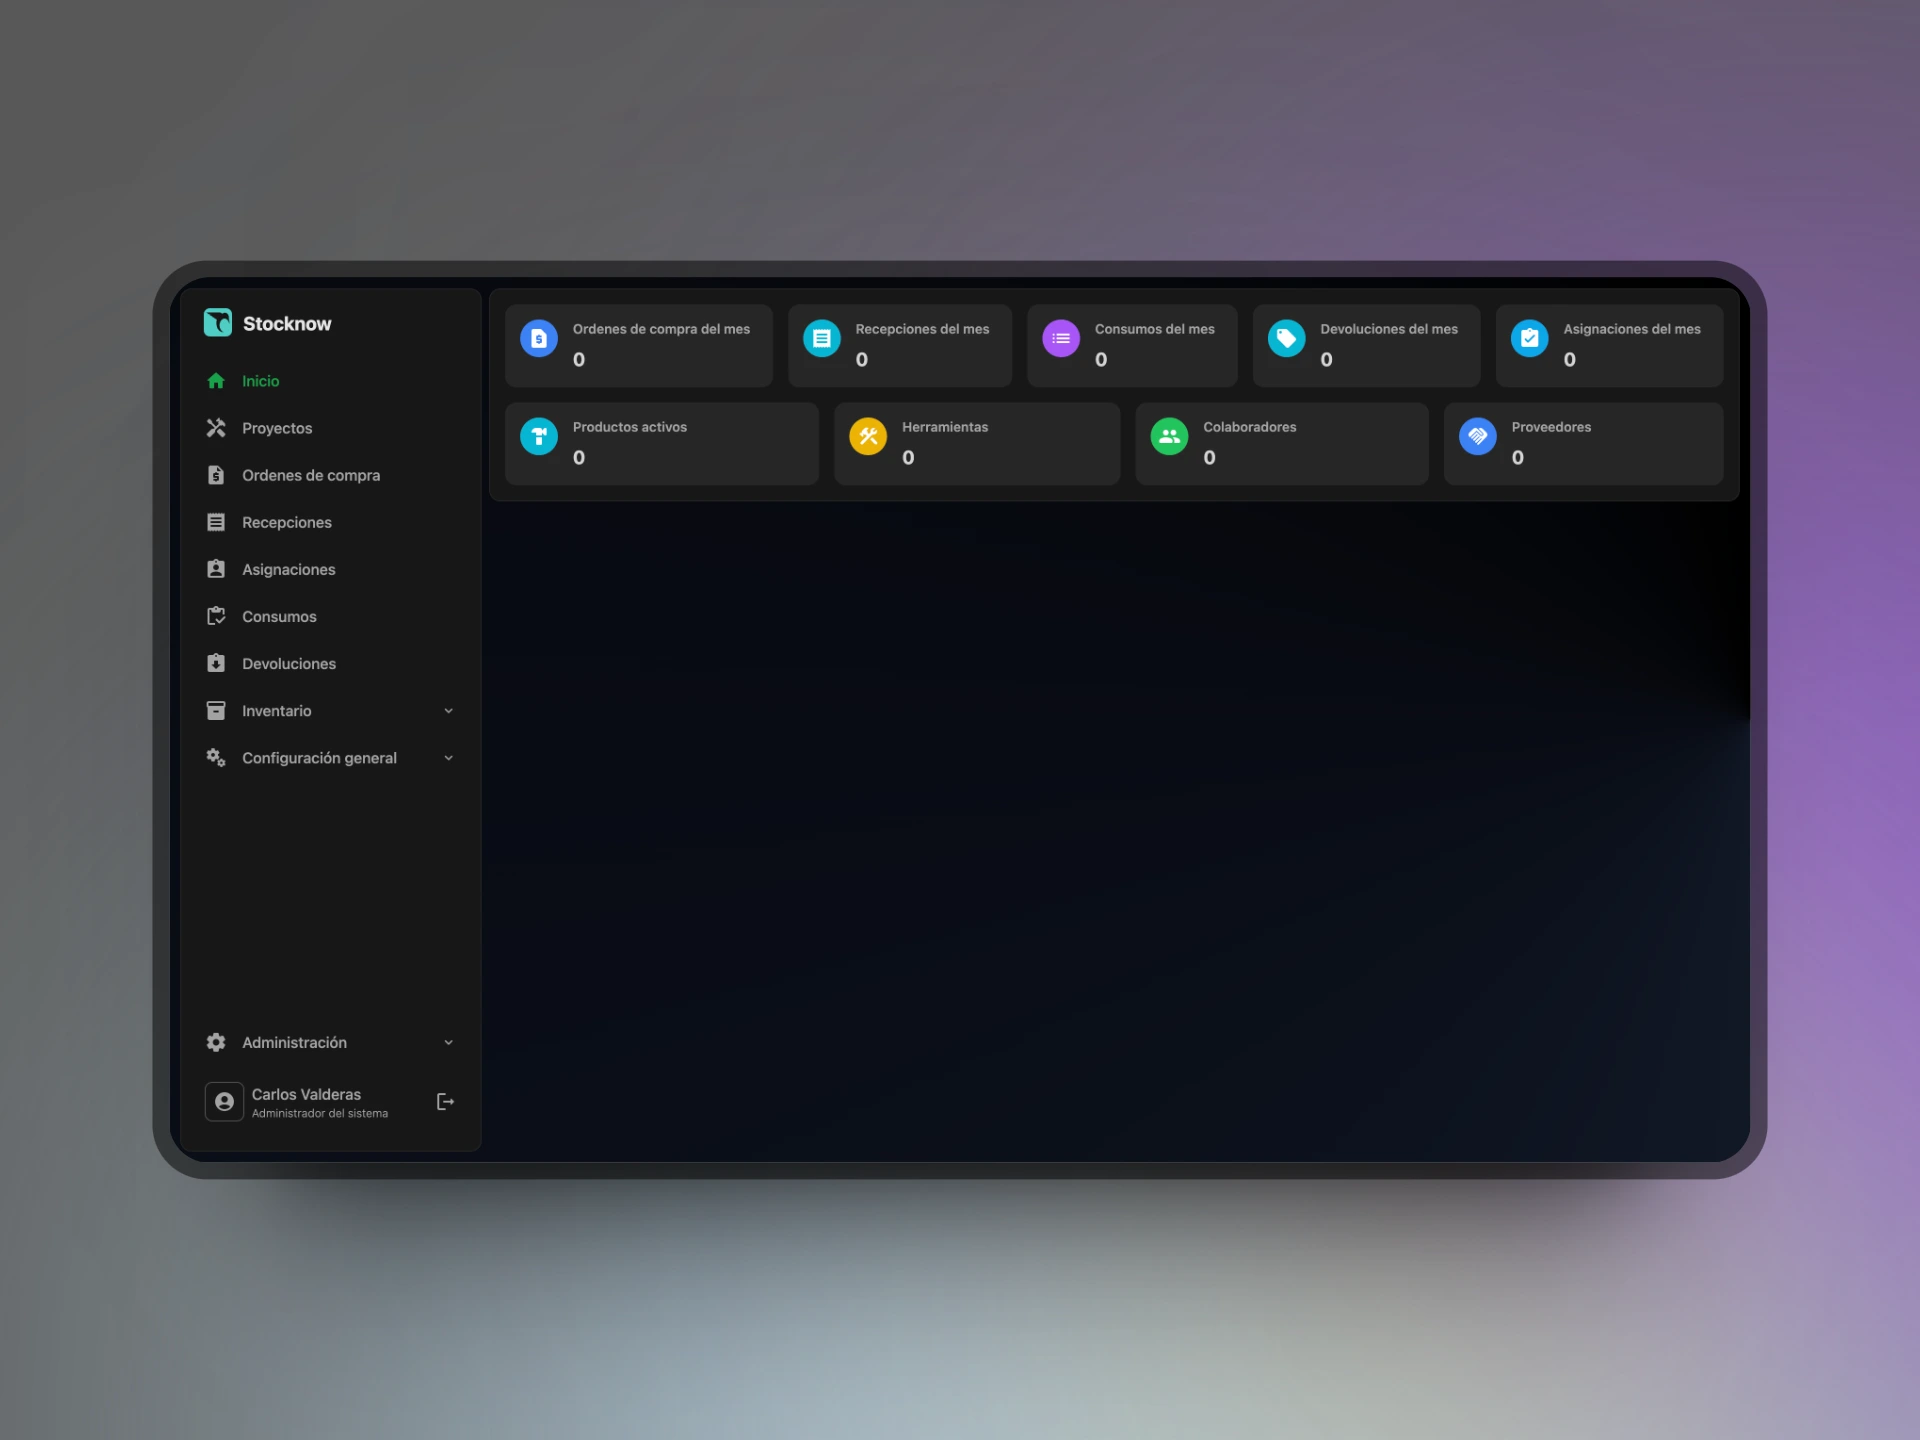 Stocknow
Inicio
Proyectos
Ordenes de compra
Recepciones
Asignaciones
Consumos
Devoluciones
Inventario
Configuración general
Administración
Carlos Valderas
Administrador del sistema
Ordenes de compra del mes
0
Recepciones del mes
0
Consumos del mes
0
Devoluciones del mes
0
Asignaciones del mes
0
Productos activos
0
Herramientas
0
Colaboradores
0
Proveedores
0